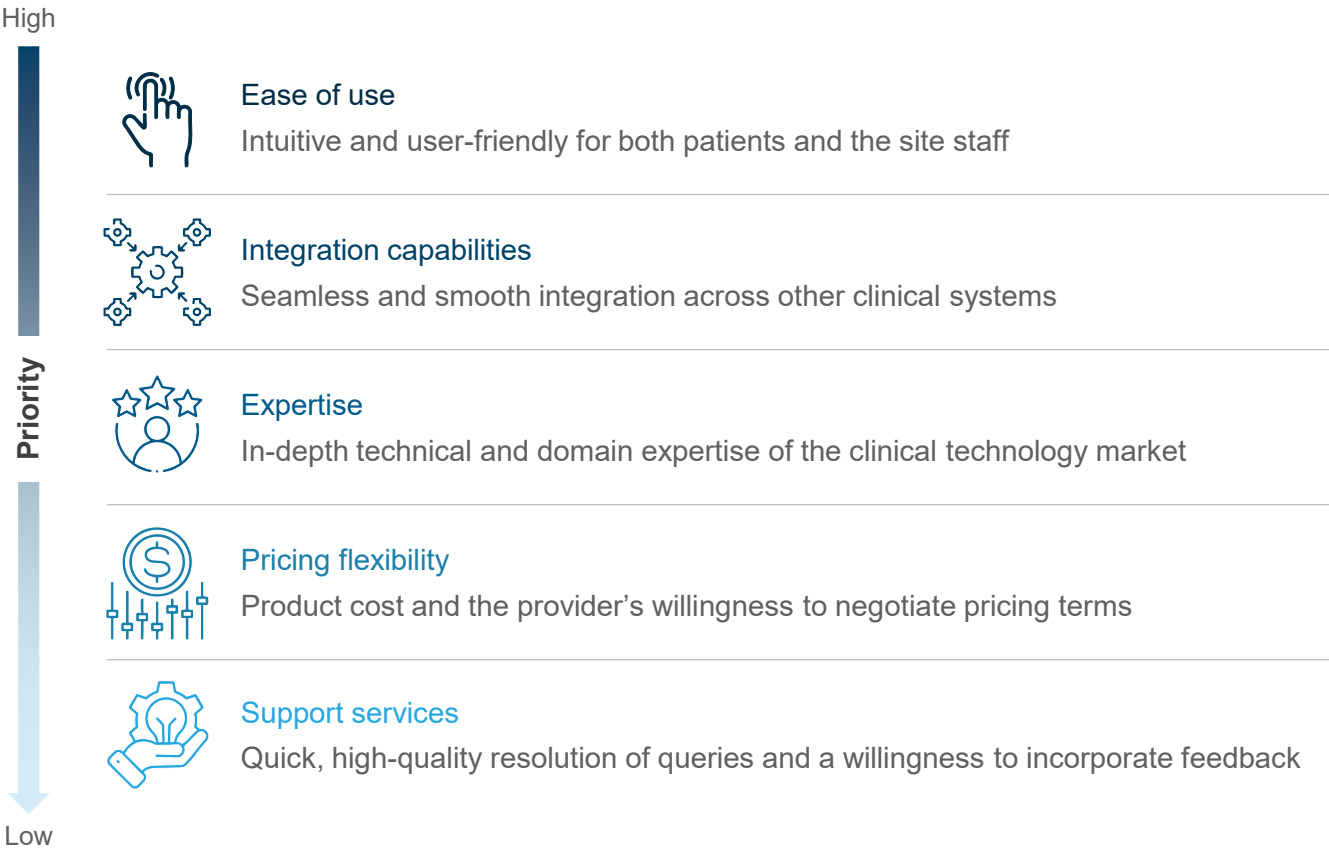 High
Ease of use
Intuitive and user-friendly for both patients and the site staff
Integration capabilities
Seamless and smooth integration across other clinical systems
Priority
Expertise
In-depth technical and domain expertise of the clinical technology market
Pricing flexibility
Product cost and the provider’s willingness to negotiate pricing terms
Support services
Quick, high-quality resolution of queries and a willingness to incorporate feedback
Low